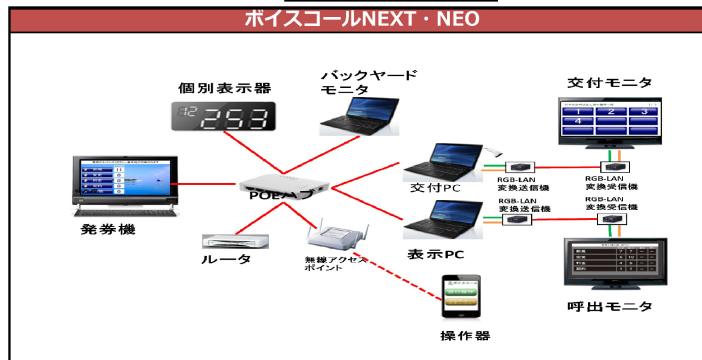 ボイスコールNEXT・NEO
個別表示器
12 253
バックヤード
モニタ
交付モニタ
1 2 3
4
発券機
POEハブ
交付PC
RGB-LAN
変換送信機
RGB-LAN
変換受信機
ルータ
無線アクセス
ポイント
表示PC
RGB-LAN
変換送信機
RGB-LAN
変換受信機
操作器
呼出モニタ